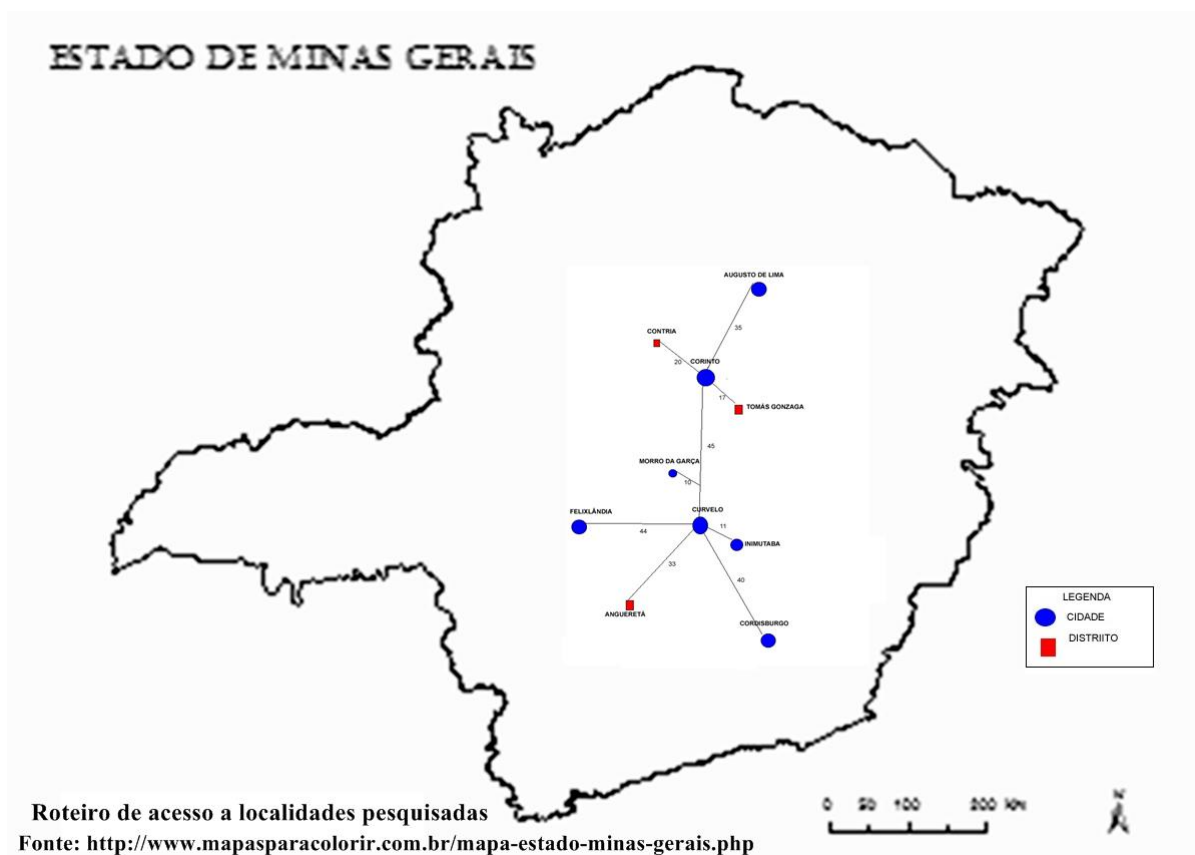 ESTADO DE MINAS GERAIS
AUGUSTO DE LIMA
35
CONTRIA
20
CORINTO
17
TOMÁS GONZAGA
45
MORRO DA GARÇA
10
FELIXLÂNDIA
CURVELO
44
11
INIMUTABA
33
40
ANGUERETÁ
CORDISBURGO
LEGENDA
CIDADE
DISTRIITO
0 50 100 200 km
N
Roteiro de acesso a localidades pesquisadas
Fonte: http://www.mapasparacolorir.com.br/mapa-estado-minas-gerais.php